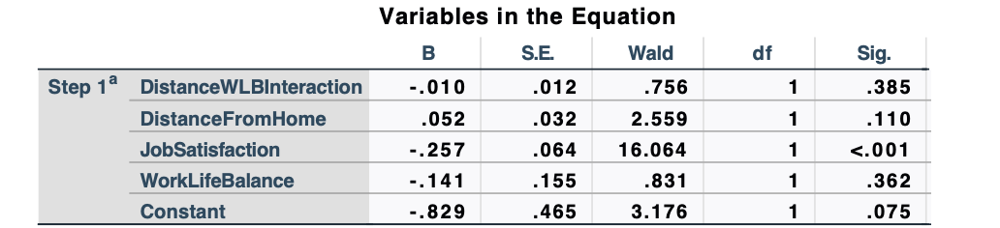 Variables in the Equation
B S.E. Wald df Sig.
Step 1a DistanceWLBInteraction -.010 .012 .756 1 .385
DistanceFromHome .052 .032 2.559 1 .110
JobSatisfaction -.257 .064 16.064 1 <.001
WorkLifeBalance -.141 .155 .831 1 .362
Constant -.829 .465 3.176 1 .075